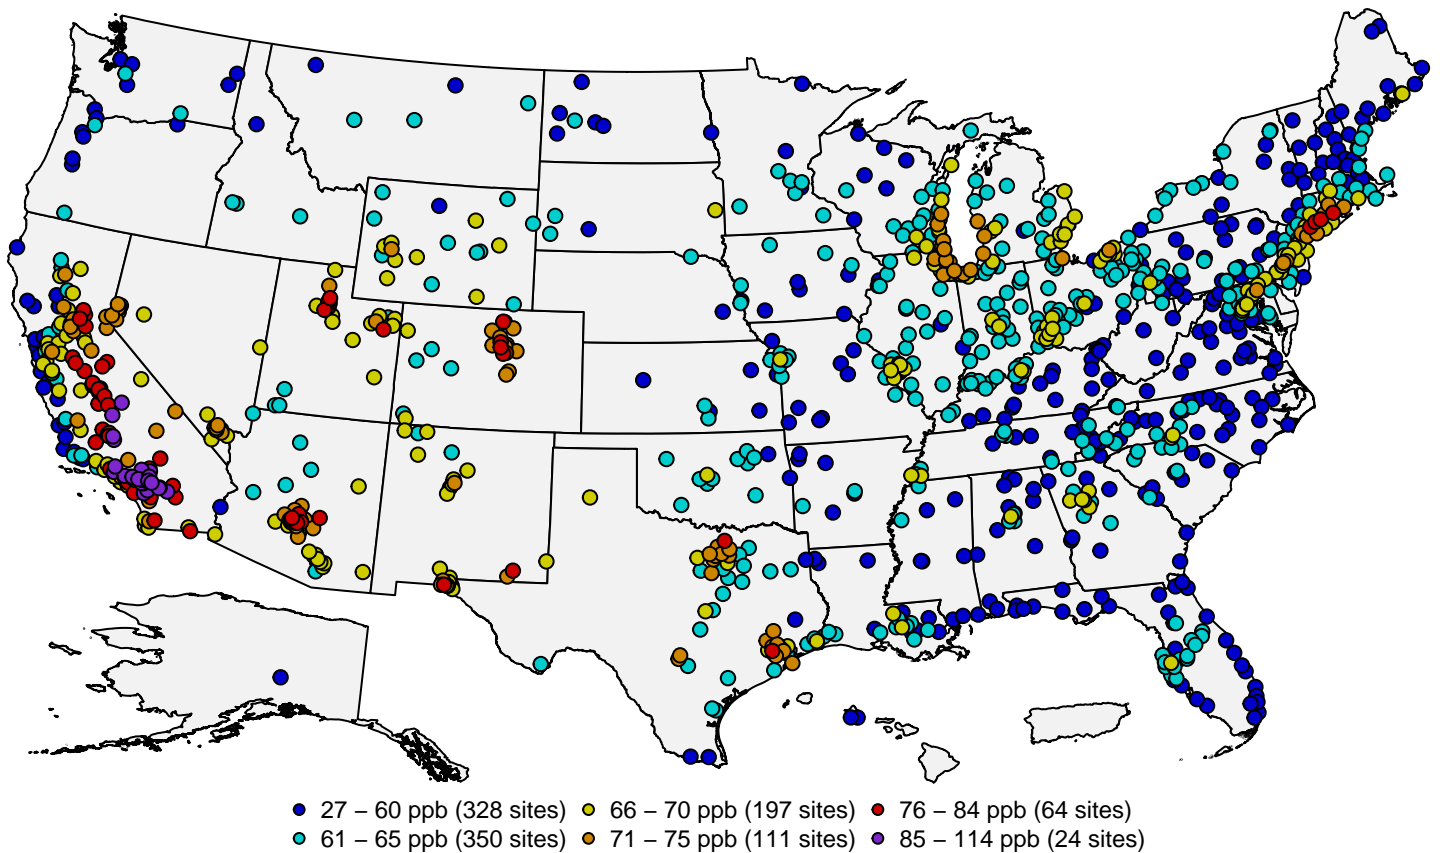 27 – 60 ppb (328 sites)
66 – 70 ppb (197 sites)
76 – 84 ppb (64 sites)
61 – 65 ppb (350 sites)
71 – 75 ppb (111 sites)
85 – 114 ppb (24 sites)